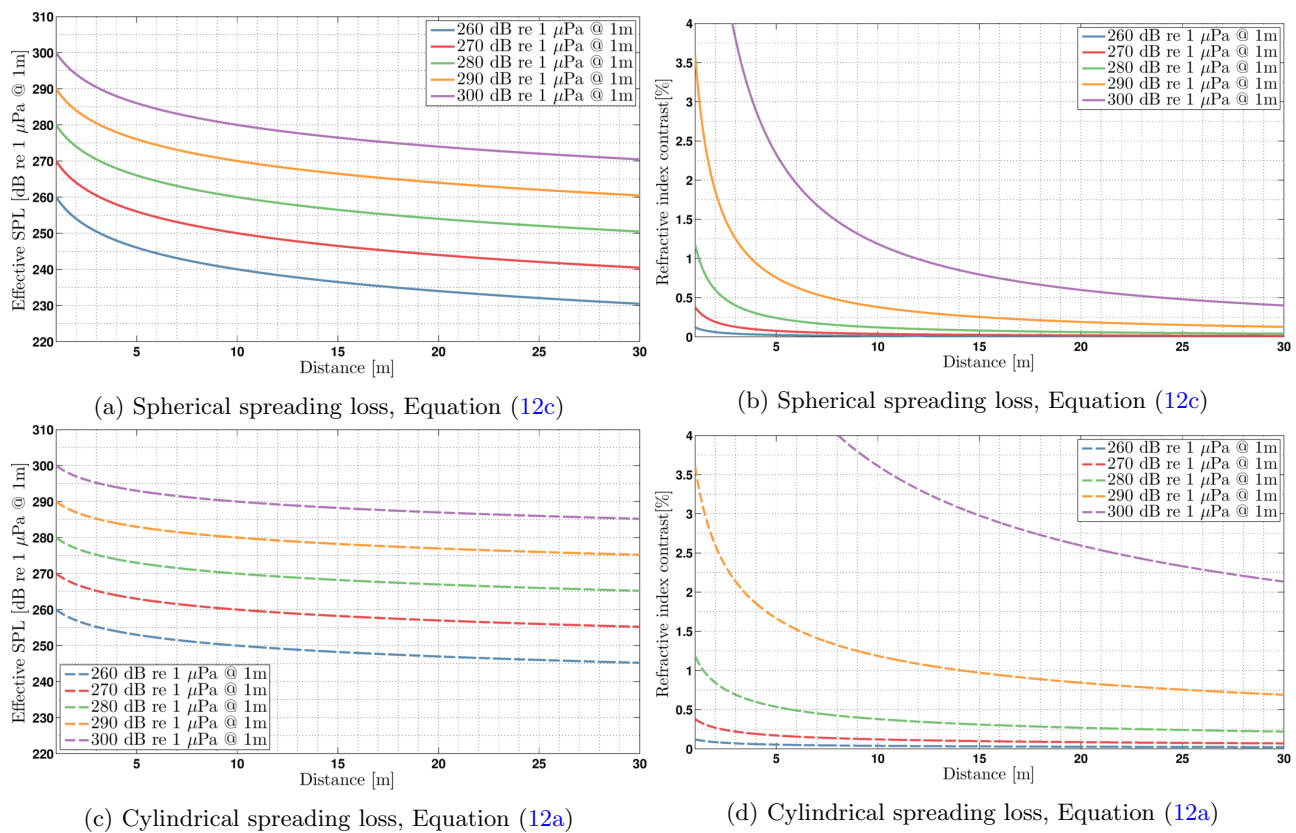 310
300
290
280
270
260
250
240
230
220
Effective SPL [dB re 1 μPa @ 1m]
260 dB re 1 μPa @ 1m
270 dB re 1 μPa @ 1m
280 dB re 1 μPa @ 1m
290 dB re 1 μPa @ 1m
300 dB re 1 μPa @ 1m
5 10 15 20 25 30
Distance [m]
(a) Spherical spreading loss, Equation (12c)
4
3.5
3
2.5
2
1.5
1
0.5
0
Refractive index contrast[%]
260 dB re 1 μPa @ 1m
270 dB re 1 μPa @ 1m
280 dB re 1 μPa @ 1m
290 dB re 1 μPa @ 1m
300 dB re 1 μPa @ 1m
5 10 15 20 25 30
Distance [m]
(b) Spherical spreading loss, Equation (12c)
310
300
290
280
270
260
250
240
230
220
Effective SPL [dB re 1 μPa @ 1m]
260 dB re 1 μPa @ 1m
270 dB re 1 μPa @ 1m
280 dB re 1 μPa @ 1m
290 dB re 1 μPa @ 1m
300 dB re 1 μPa @ 1m
5 10 15 20 25 30
Distance [m]
(c) Cylindrical spreading loss, Equation (12a)
4
3.5
3
2.5
2
1.5
1
0.5
0
Refractive index contrast[%]
260 dB re 1 μPa @ 1m
270 dB re 1 μPa @ 1m
280 dB re 1 μPa @ 1m
290 dB re 1 μPa @ 1m
300 dB re 1 μPa @ 1m
5 10 15 20 25 30
Distance [m]
(d) Cylindrical spreading loss, Equation (12a)